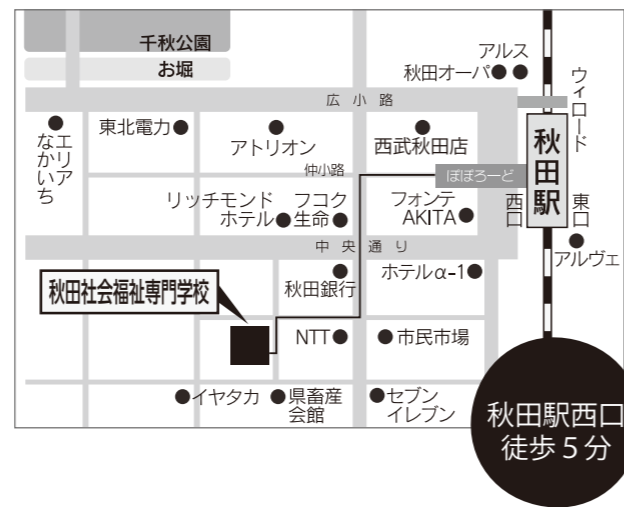 千秋公園
お堀
アルス
秋田オーパ
ウィロード
広小路
エリア
なかいち
東北電力
アトリオン
西武秋田店
仲小路
ぽぽろーど
秋田駅
西口
東口
リッチモンド
ホテル
フコク
生命
フォンテ
AKITA
アルヴェ
中央通り
秋田社会福祉専門学校
秋田銀行
ホテルα-1
NTT
市民市場
イヤタカ
県畜産
会館
セブン
イレブン
秋田駅西口
徒歩5分